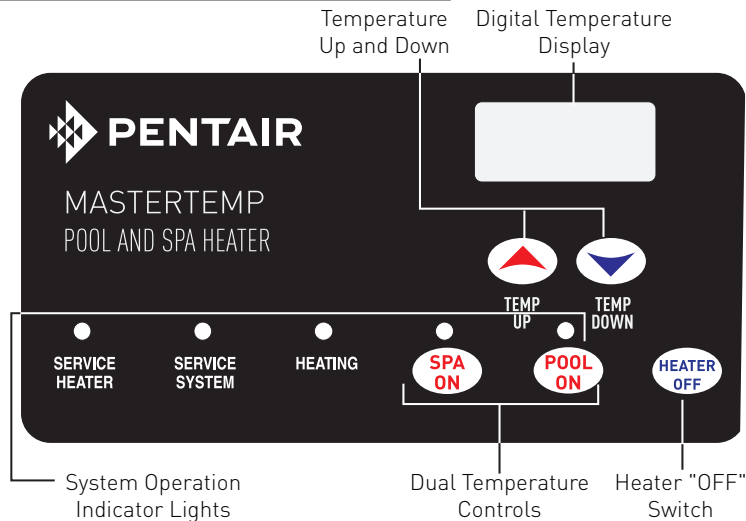 Temperature
Up and Down
Digital Temperature
Display
PENTAIR
MASTERTEMP
POOL AND SPA HEATER
TEMP
UP
TEMP
DOWN
SERVICE
HEATER
SERVICE
SYSTEM
HEATING
SPA
ON
POOL
ON
HEATER
OFF
System Operation
Indicator Lights
Dual Temperature
Controls
Heater "OFF"
Switch